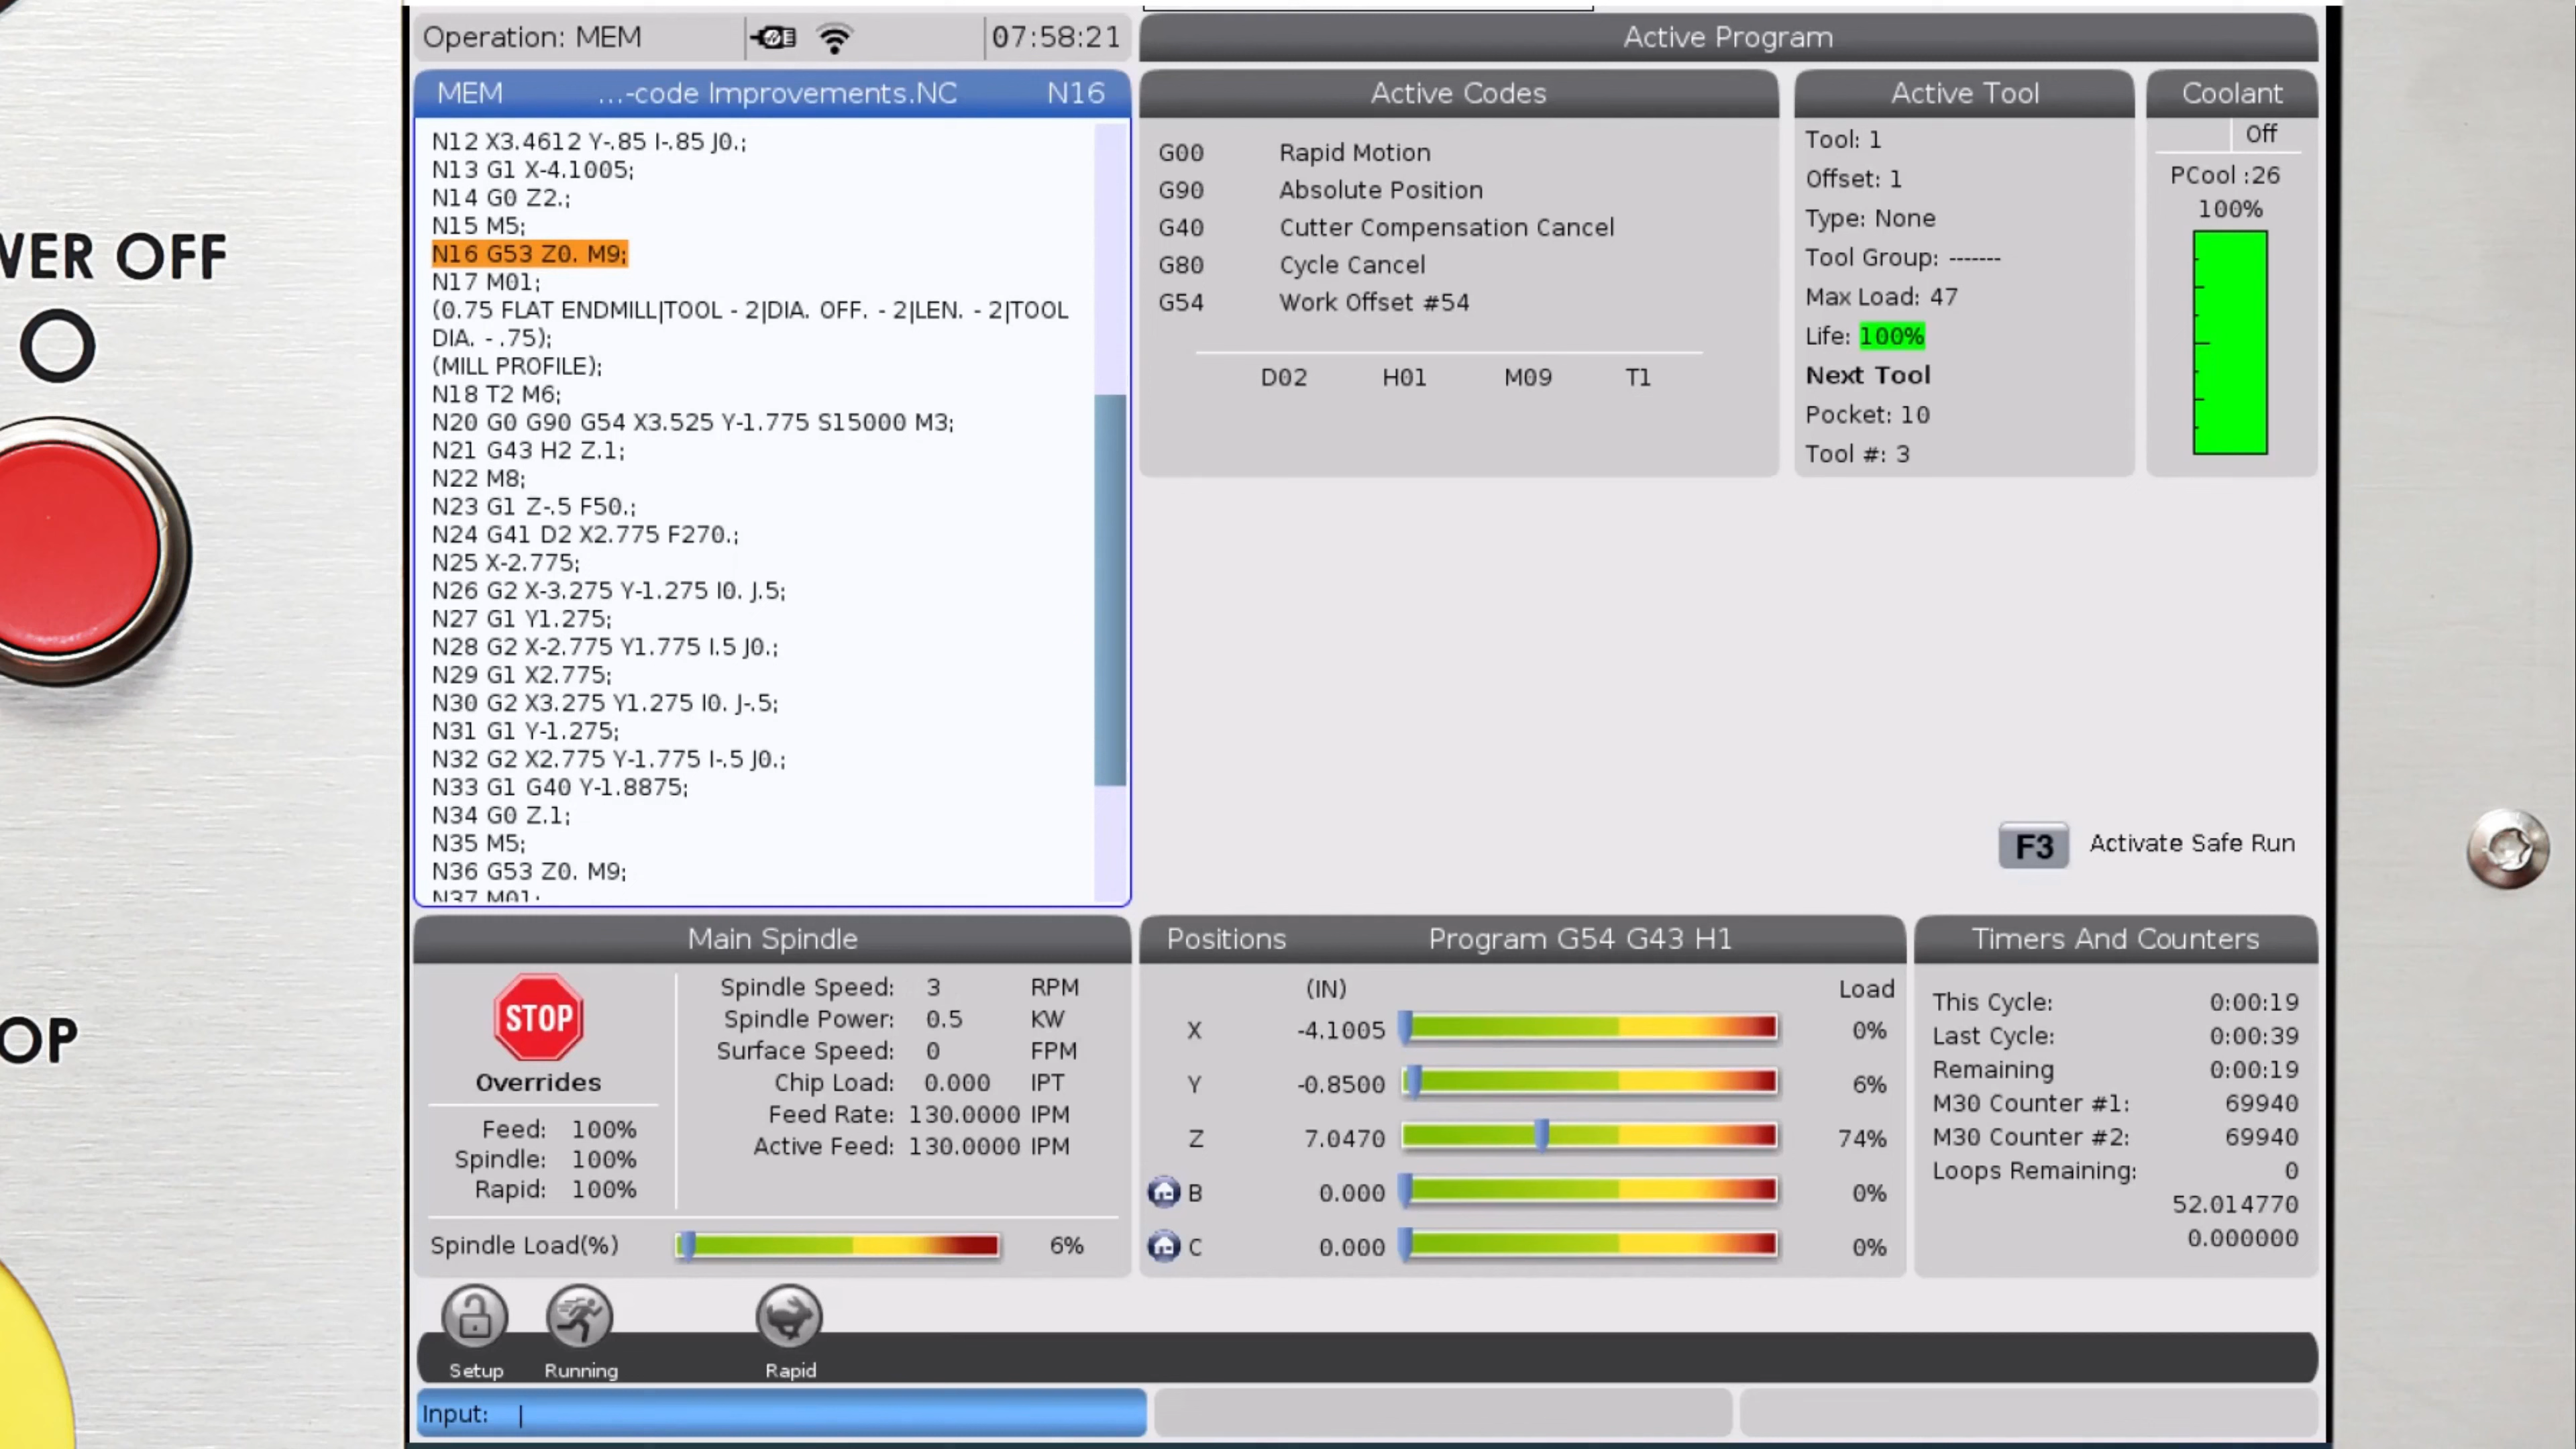 WER OFF
OP
Operation: MEM
07:58:21
MEM ...-code Improvements.NC N16
N12 X3.4612 Y-.85 I-.85 J0.;
N13 G1 X-4.1005;
N14 G0 Z2.;
N15 M5;
N16 G53 Z0. M9;
N17 M01;
(0.75 FLAT ENDMILL|TOOL - 2|DIA. OFF. - 2|LEN. - 2|TOOL
DIA. - .75);
(MILL PROFILE);
N18 T2 M6;
N20 G0 G90 G54 X3.525 Y-1.775 S15000 M3;
N21 G43 H2 Z.1;
N22 M8;
N23 G1 Z-.5 F50.;
N24 G41 D2 X2.775 F270.;
N25 X-2.775;
N26 G2 X-3.275 Y-1.275 I0. J.5;
N27 G1 Y1.275;
N28 G2 X-2.775 Y1.775 I.5 J0.;
N29 G1 X2.775;
N30 G2 X3.275 Y1.275 I0. J-.5;
N31 G1 Y-1.275;
N32 G2 X2.775 Y-1.775 I-.5 J0.;
N33 G1 G40 Y-1.8875;
N34 G0 Z.1;
N35 M5;
N36 G53 Z0. M9;
N37 M01;
Active Program
Active Codes
G00 Rapid Motion
G90 Absolute Position
G40 Cutter Compensation Cancel
G80 Cycle Cancel
G54 Work Offset #54
D02 H01 M09 T1
Active Tool
Tool: 1
Offset: 1
Type: None
Tool Group: -------
Max Load: 47
Life: 100%
Next Tool
Pocket: 10
Tool #: 3
Coolant
Off
PCool :26
100%
F3 Activate Safe Run
Main Spindle
STOP
Overrides
Feed: 100%
Spindle: 100%
Rapid: 100%
Spindle Speed: 3 RPM
Spindle Power: 0.5 KW
Surface Speed: 0 FPM
Chip Load: 0.000 IPT
Feed Rate: 130.0000 IPM
Active Feed: 130.0000 IPM
Spindle Load(%) 6%
Positions Program G54 G43 H1
(IN) Load
X -4.1005 0%
Y -0.8500 6%
Z 7.0470 74%
B 0.000 0%
C 0.000 0%
Timers And Counters
This Cycle: 0:00:19
Last Cycle: 0:00:39
Remaining 0:00:19
M30 Counter #1: 69940
M30 Counter #2: 69940
Loops Remaining: 0
52.014770
0.000000
Setup
Running
Rapid
Input: